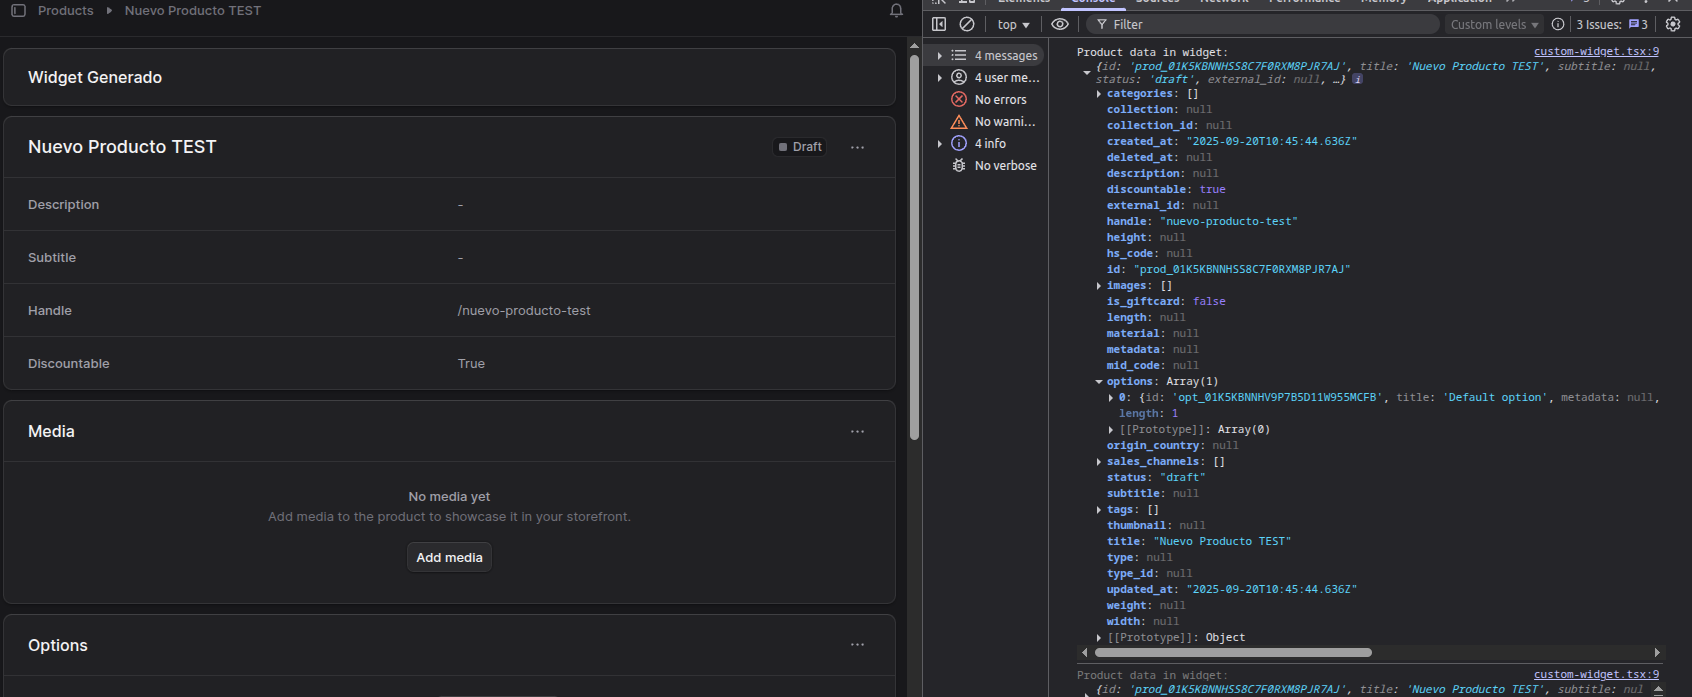 Products ▸ Nuevo Producto TEST
Widget Generado
Nuevo Producto TEST
Draft
Description -
Subtitle -
Handle /nuevo-producto-test
Discountable True
Media
No media yet
Add media to the product to showcase it in your storefront.
Add media
Options
top
Filter
Custom levels
3 Issues: 3
4 messages
4 user me...
No errors
No warni...
4 info
No verbose
Product data in widget: custom-widget.tsx:9
{id: 'prod_01K5KBNNHSS8C7F0RXM8PJR7AJ', title: 'Nuevo Producto TEST', subtitle: null,
status: 'draft', external_id: null, …} i
categories: []
collection: null
collection_id: null
created_at: "2025-09-20T10:45:44.636Z"
deleted_at: null
description: null
discountable: true
external_id: null
handle: "nuevo-producto-test"
height: null
hs_code: null
id: "prod_01K5KBNNHSS8C7F0RXM8PJR7AJ"
images: []
is_giftcard: false
length: null
material: null
metadata: null
mid_code: null
options: Array(1)
0: {id: 'opt_01K5KBNNHV9P7B5D11W955MCFB', title: 'Default option', metadata: null,
length: 1
[[Prototype]]: Array(0)
origin_country: null
sales_channels: []
status: "draft"
subtitle: null
tags: []
thumbnail: null
title: "Nuevo Producto TEST"
type: null
type_id: null
updated_at: "2025-09-20T10:45:44.636Z"
weight: null
width: null
[[Prototype]]: Object
Product data in widget: custom-widget.tsx:9
{id: 'prod_01K5KBNNHSS8C7F0RXM8PJR7AJ', title: 'Nuevo Producto TEST', subtitle: nul